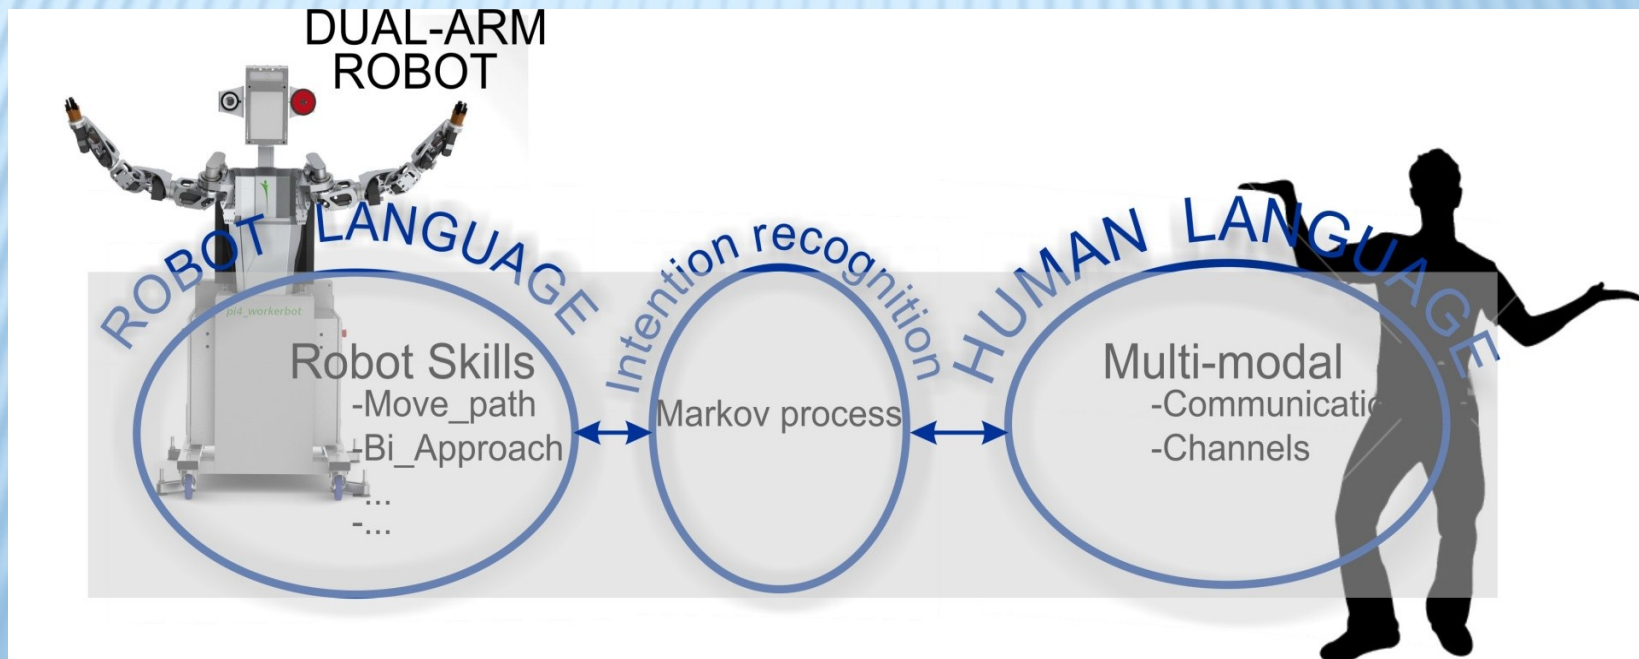 DUAL-ARM
ROBOT
ROBOT LANGUAGE
Intention recognition
HUMAN LANGUAGE
pi4_workerbot
Robot Skills
-Move_path
-Bi_Approach
-...
-...
Markov process
Multi-modal
-Communicatic
-Channels